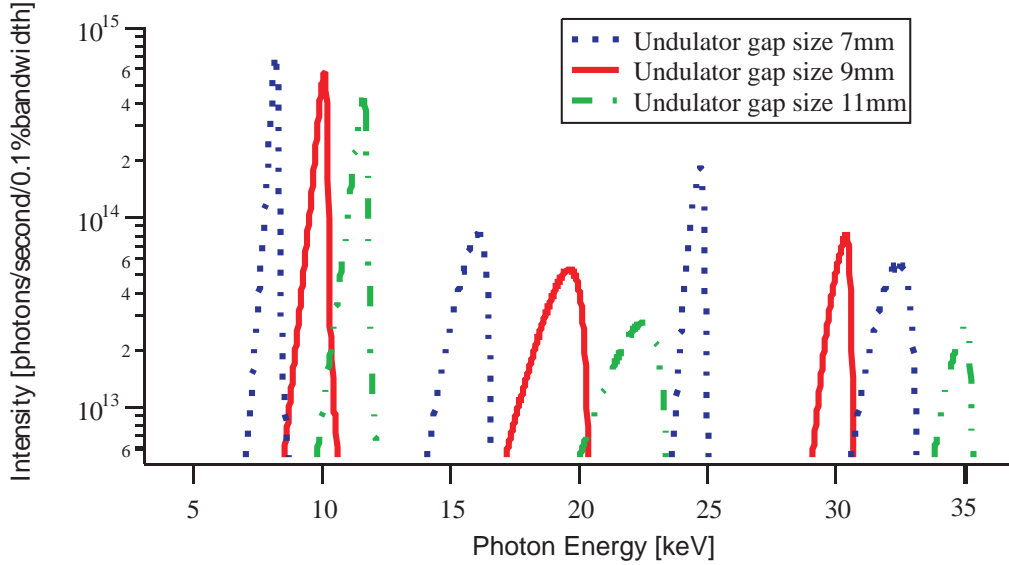 Intensity [photons/second/0.1%bandwidth]
10^15
6
4
2
10^14
6
4
2
10^13
6
Undulator gap size 7mm
Undulator gap size 9mm
Undulator gap size 11mm
5 10 15 20 25 30 35
Photon Energy [keV]